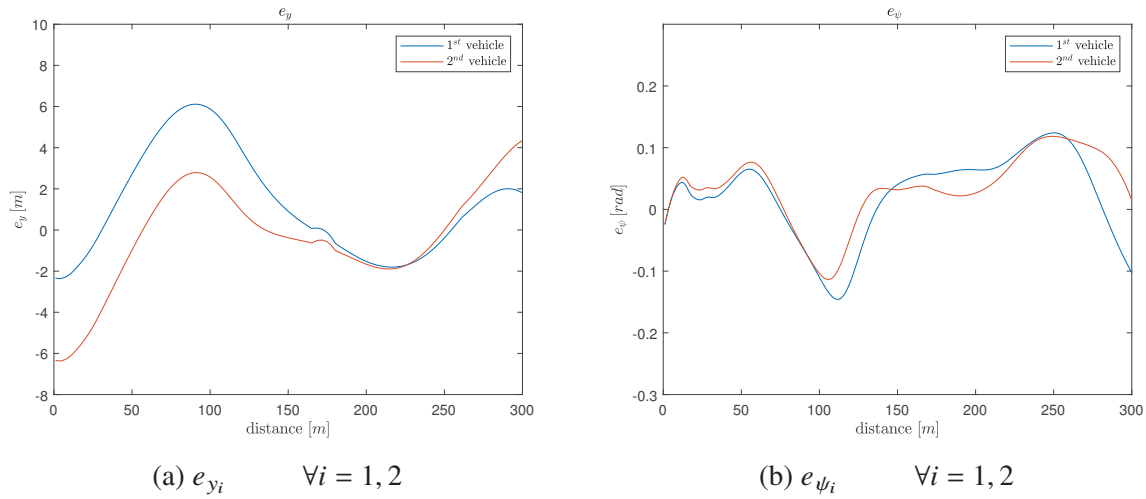 e_y
1^st vehicle
2^nd vehicle
10
8
6
4
2
0
-2
-4
-6
-8
e_y [m]
0 50 100 150 200 250 300
distance [m]
(a) e_{y_i} ∀i = 1, 2
e_ψ
1^st vehicle
2^nd vehicle
0.2
0.1
0
-0.1
-0.2
-0.3
e_ψ [rad]
0 50 100 150 200 250 300
distance [m]
(b) e_{ψ_i} ∀i = 1, 2